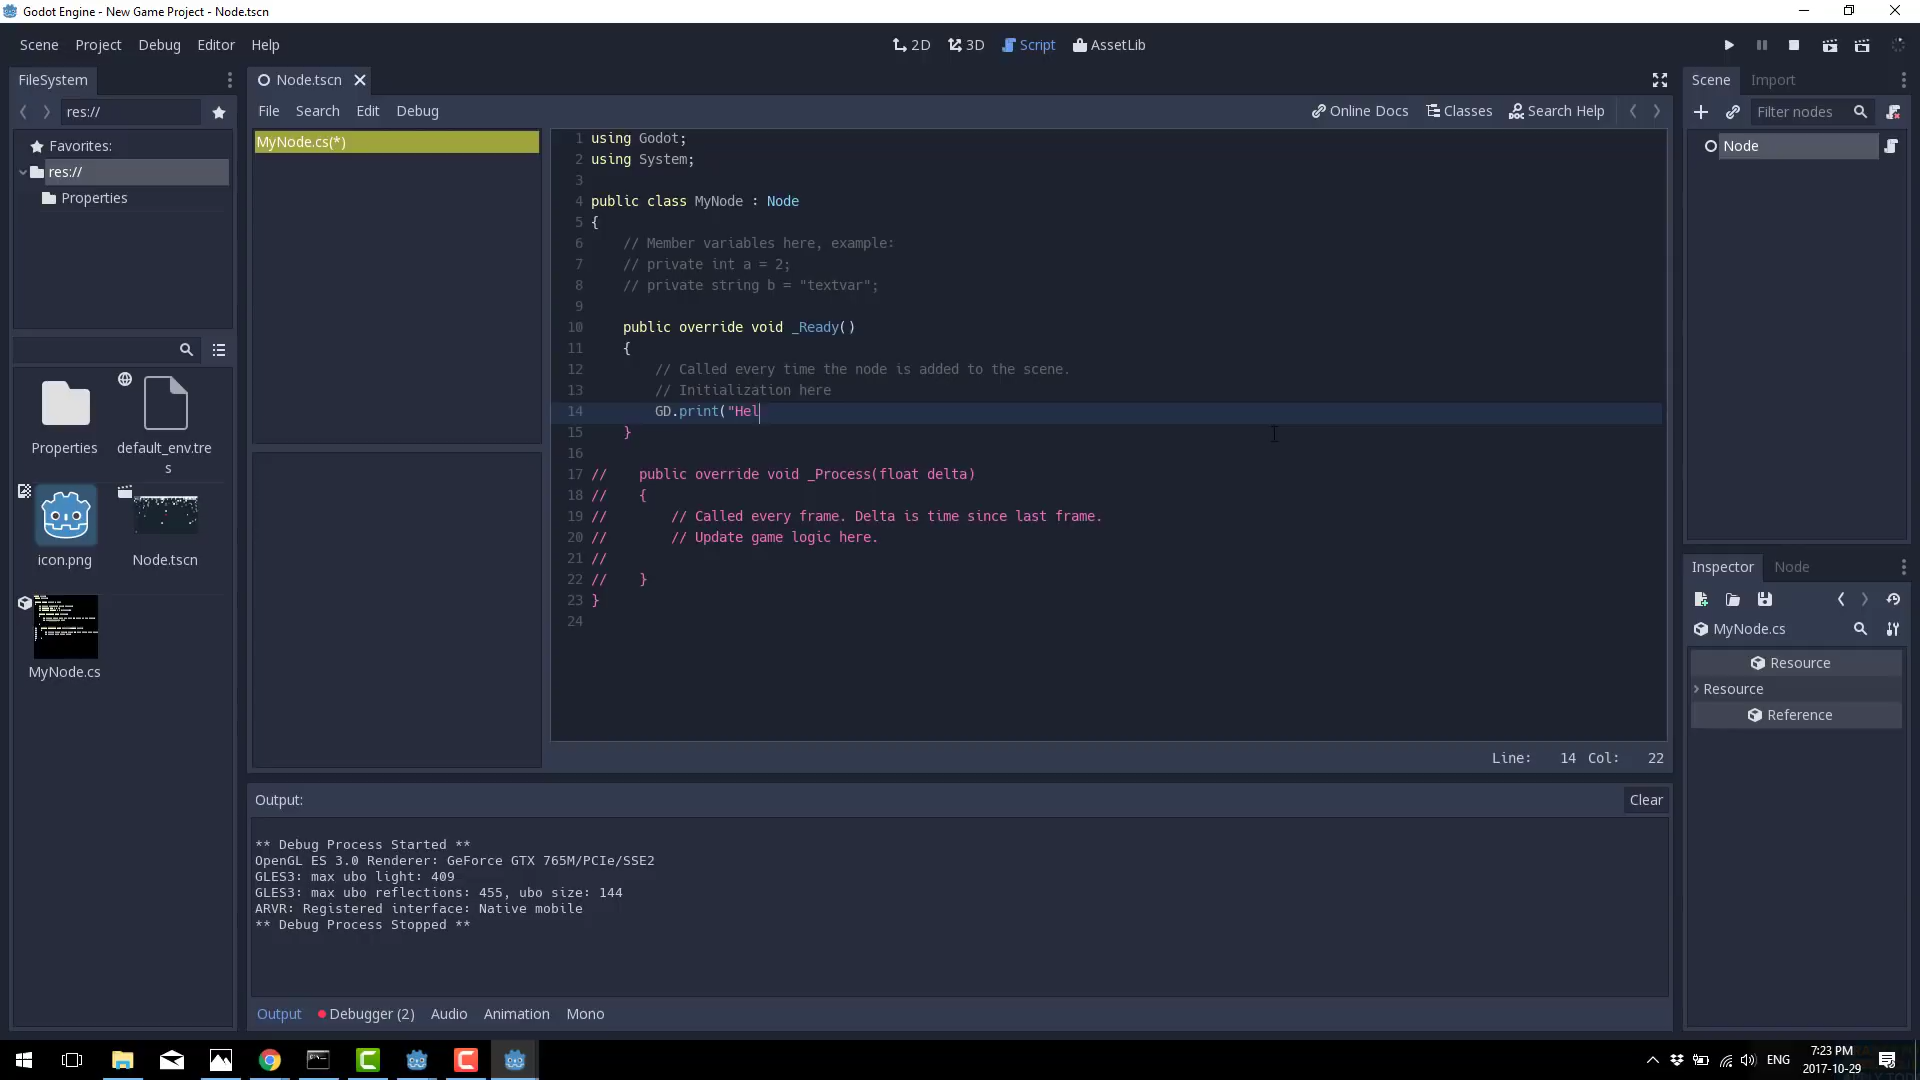 Godot Engine - New Game Project - Node.tscn
Scene Project Debug Editor Help
2D 3D Script AssetLib
FileSystem
res://
Favorites:
res://
Properties
Properties
default_env.tre
s
icon.png
Node.tscn
MyNode.cs
Node.tscn
File Search Edit Debug
Online Docs Classes Search Help
MyNode.cs(*)
1 using Godot;
2 using System;
3
4 public class MyNode : Node
5 {
6 // Member variables here, example:
7 // private int a = 2;
8 // private string b = "textvar";
9
10 public override void _Ready()
11 {
12 // Called every time the node is added to the scene.
13 // Initialization here
14 GD.print("Hel
15 }
16
17 // public override void _Process(float delta)
18 // {
19 // // Called every frame. Delta is time since last frame.
20 // // Update game logic here.
21 //
22 // }
23 }
24
Line: 14 Col: 22
Output:
Clear
** Debug Process Started **
OpenGL ES 3.0 Renderer: GeForce GTX 765M/PCIe/SSE2
GLES3: max ubo light: 409
GLES3: max ubo reflections: 455, ubo size: 144
ARVR: Registered interface: Native mobile
** Debug Process Stopped **
Output Debugger (2) Audio Animation Mono
Scene Import
Filter nodes
Node
Inspector Node
MyNode.cs
Resource
Resource
Reference
ENG
7:23 PM
2017-10-29